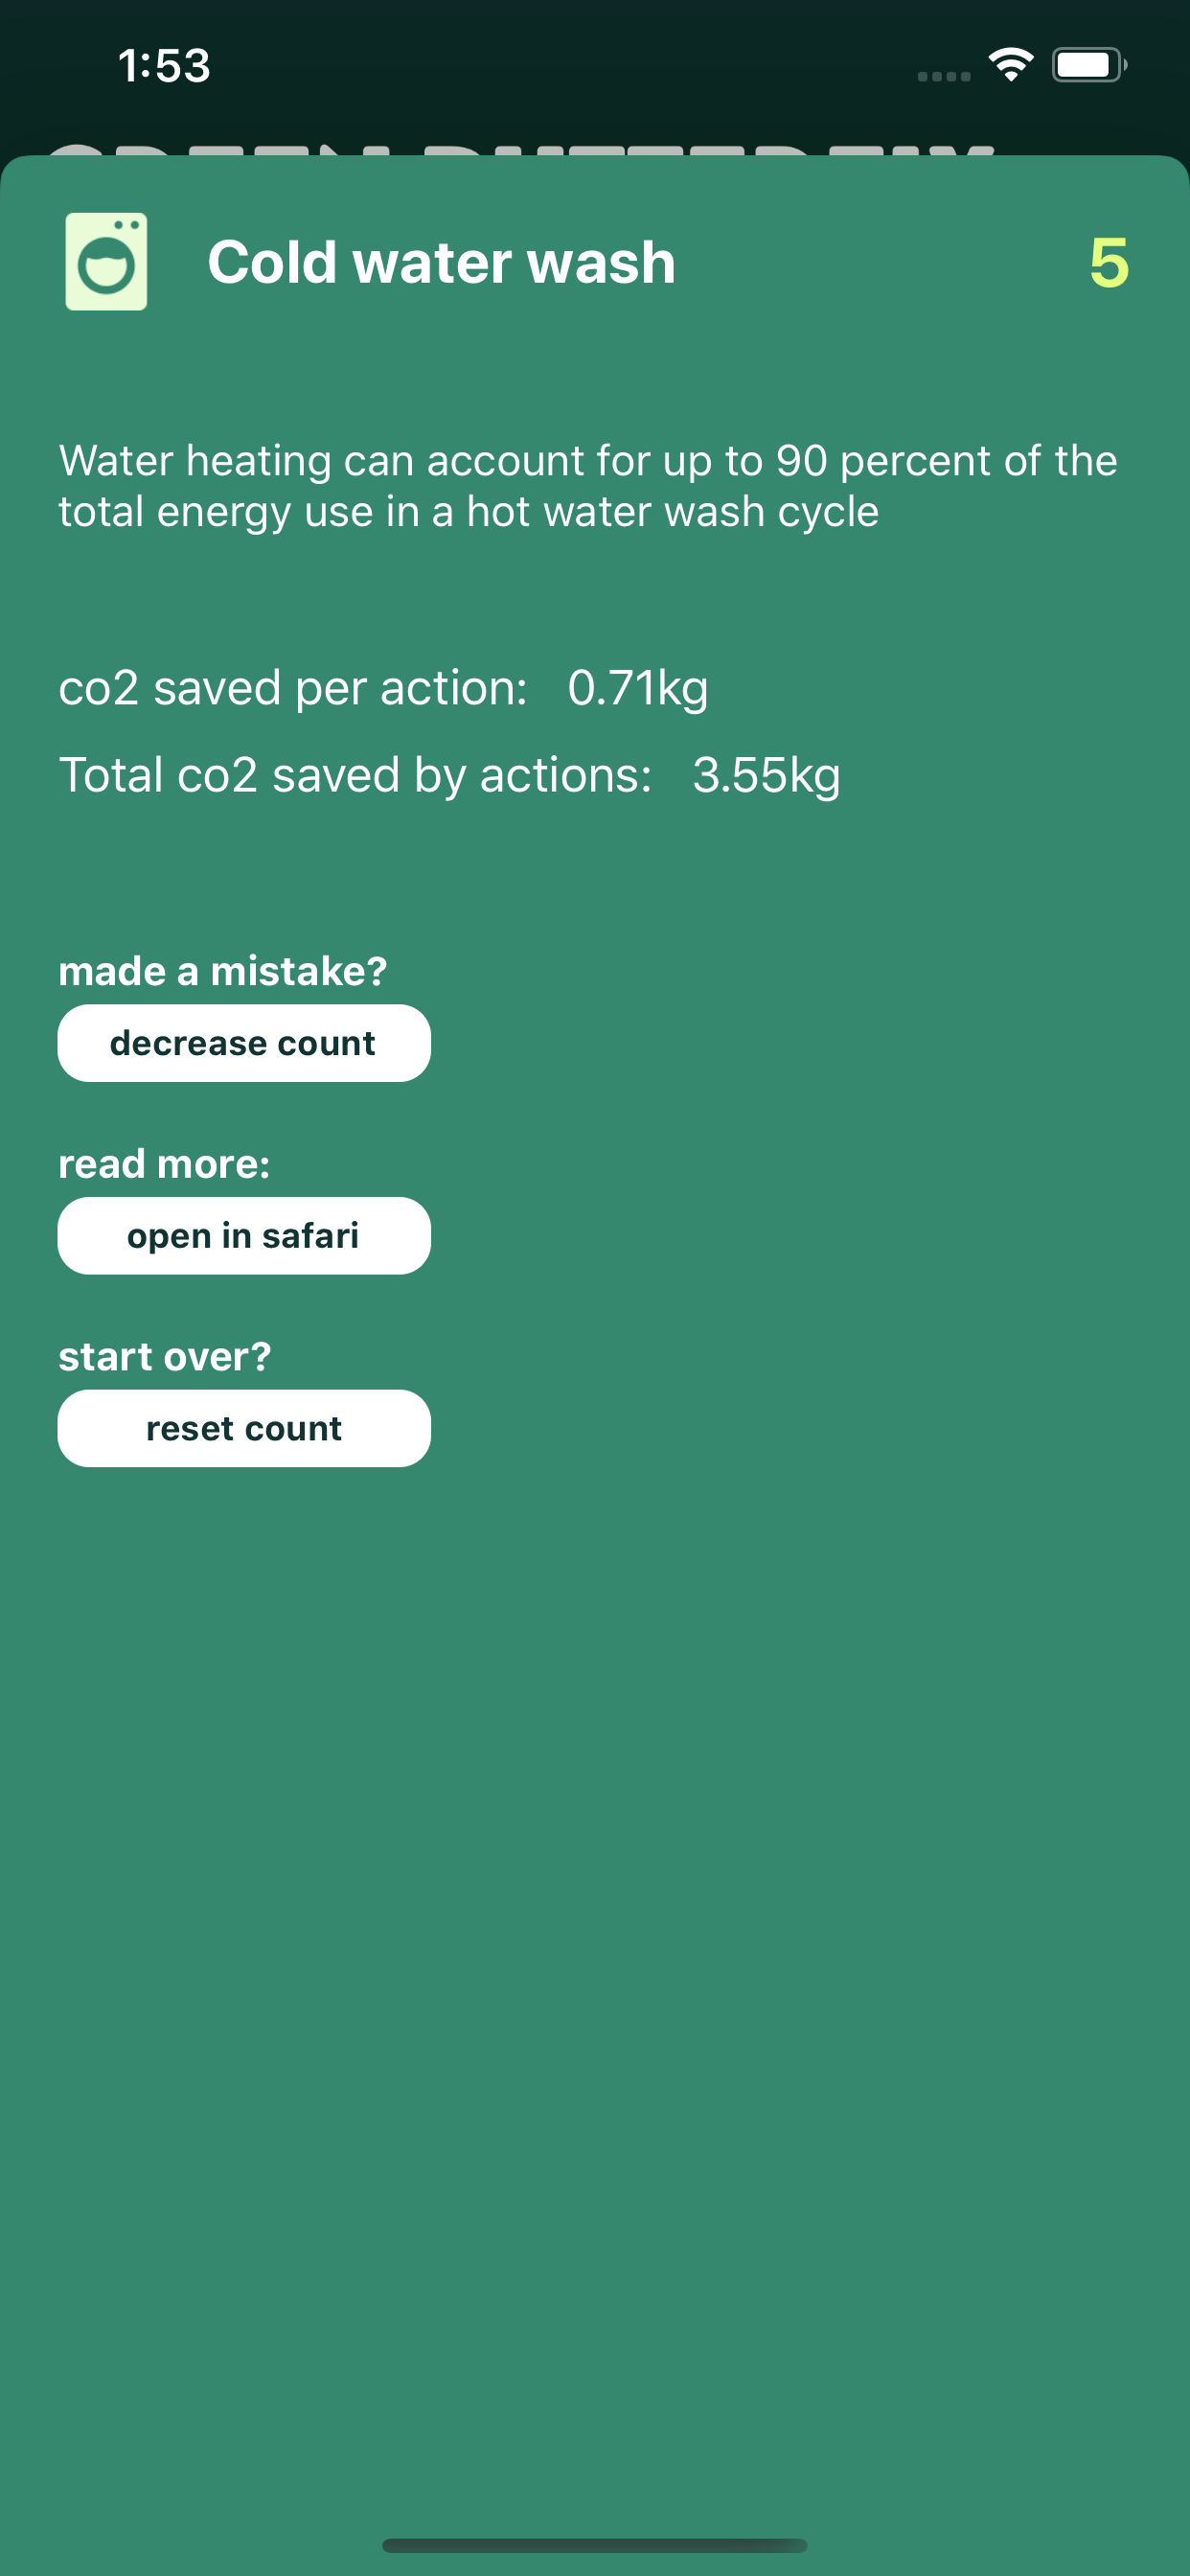 1:53
Cold water wash
5
Water heating can account for up to 90 percent of the
total energy use in a hot water wash cycle
co2 saved per action: 0.71kg
Total co2 saved by actions: 3.55kg
made a mistake?
decrease count
read more:
open in safari
start over?
reset count